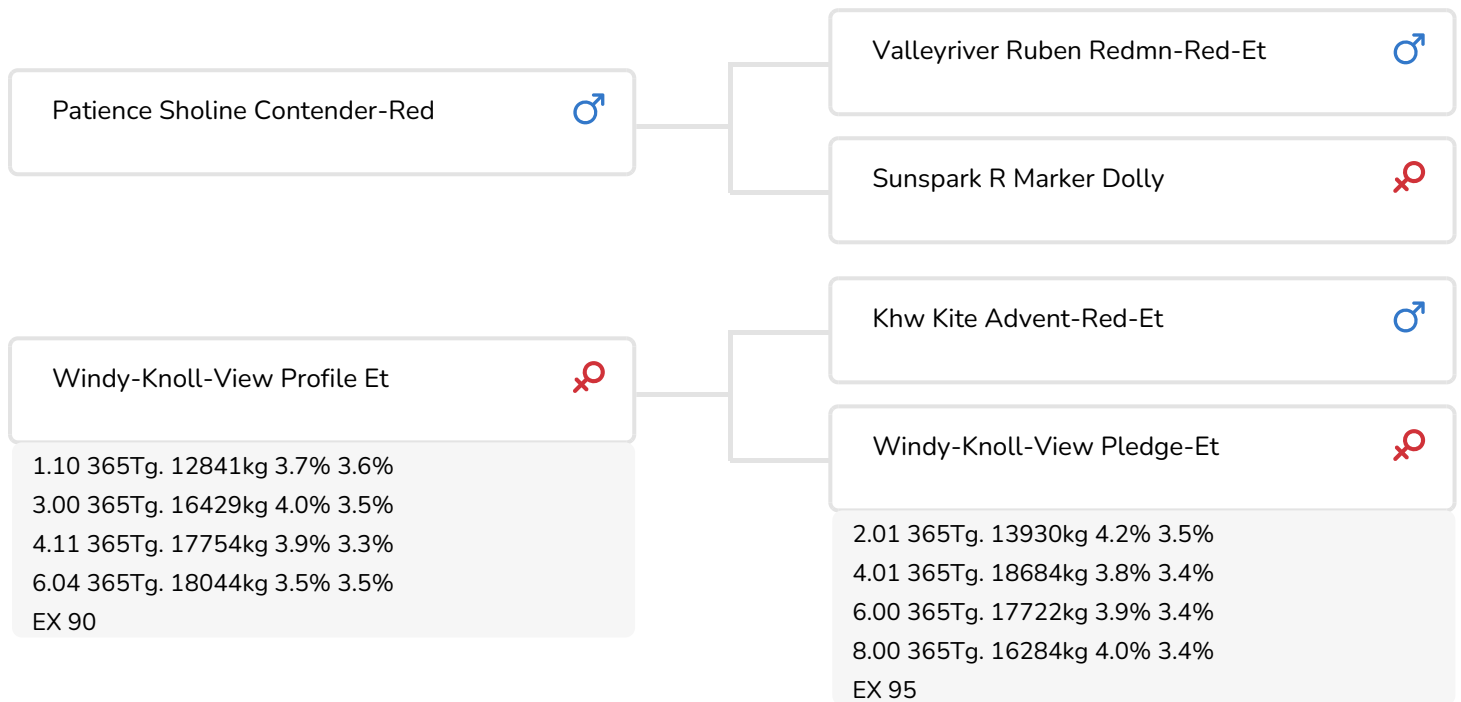 Patience Sholine Contender-Red
Valleyriver Ruben Redmn-Red-Et
Sunspark R Marker Dolly
Windy-Knoll-View Profile Et
1.10 365Tg. 12841kg 3.7% 3.6%
3.00 365Tg. 16429kg 4.0% 3.5%
4.11 365Tg. 17754kg 3.9% 3.3%
6.04 365Tg. 18044kg 3.5% 3.5%
EX 90
Khw Kite Advent-Red-Et
Windy-Knoll-View Pledge-Et
2.01 365Tg. 13930kg 4.2% 3.5%
4.01 365Tg. 18684kg 3.8% 3.4%
6.00 365Tg. 17722kg 3.9% 3.4%
8.00 365Tg. 16284kg 4.0% 3.4%
EX 95